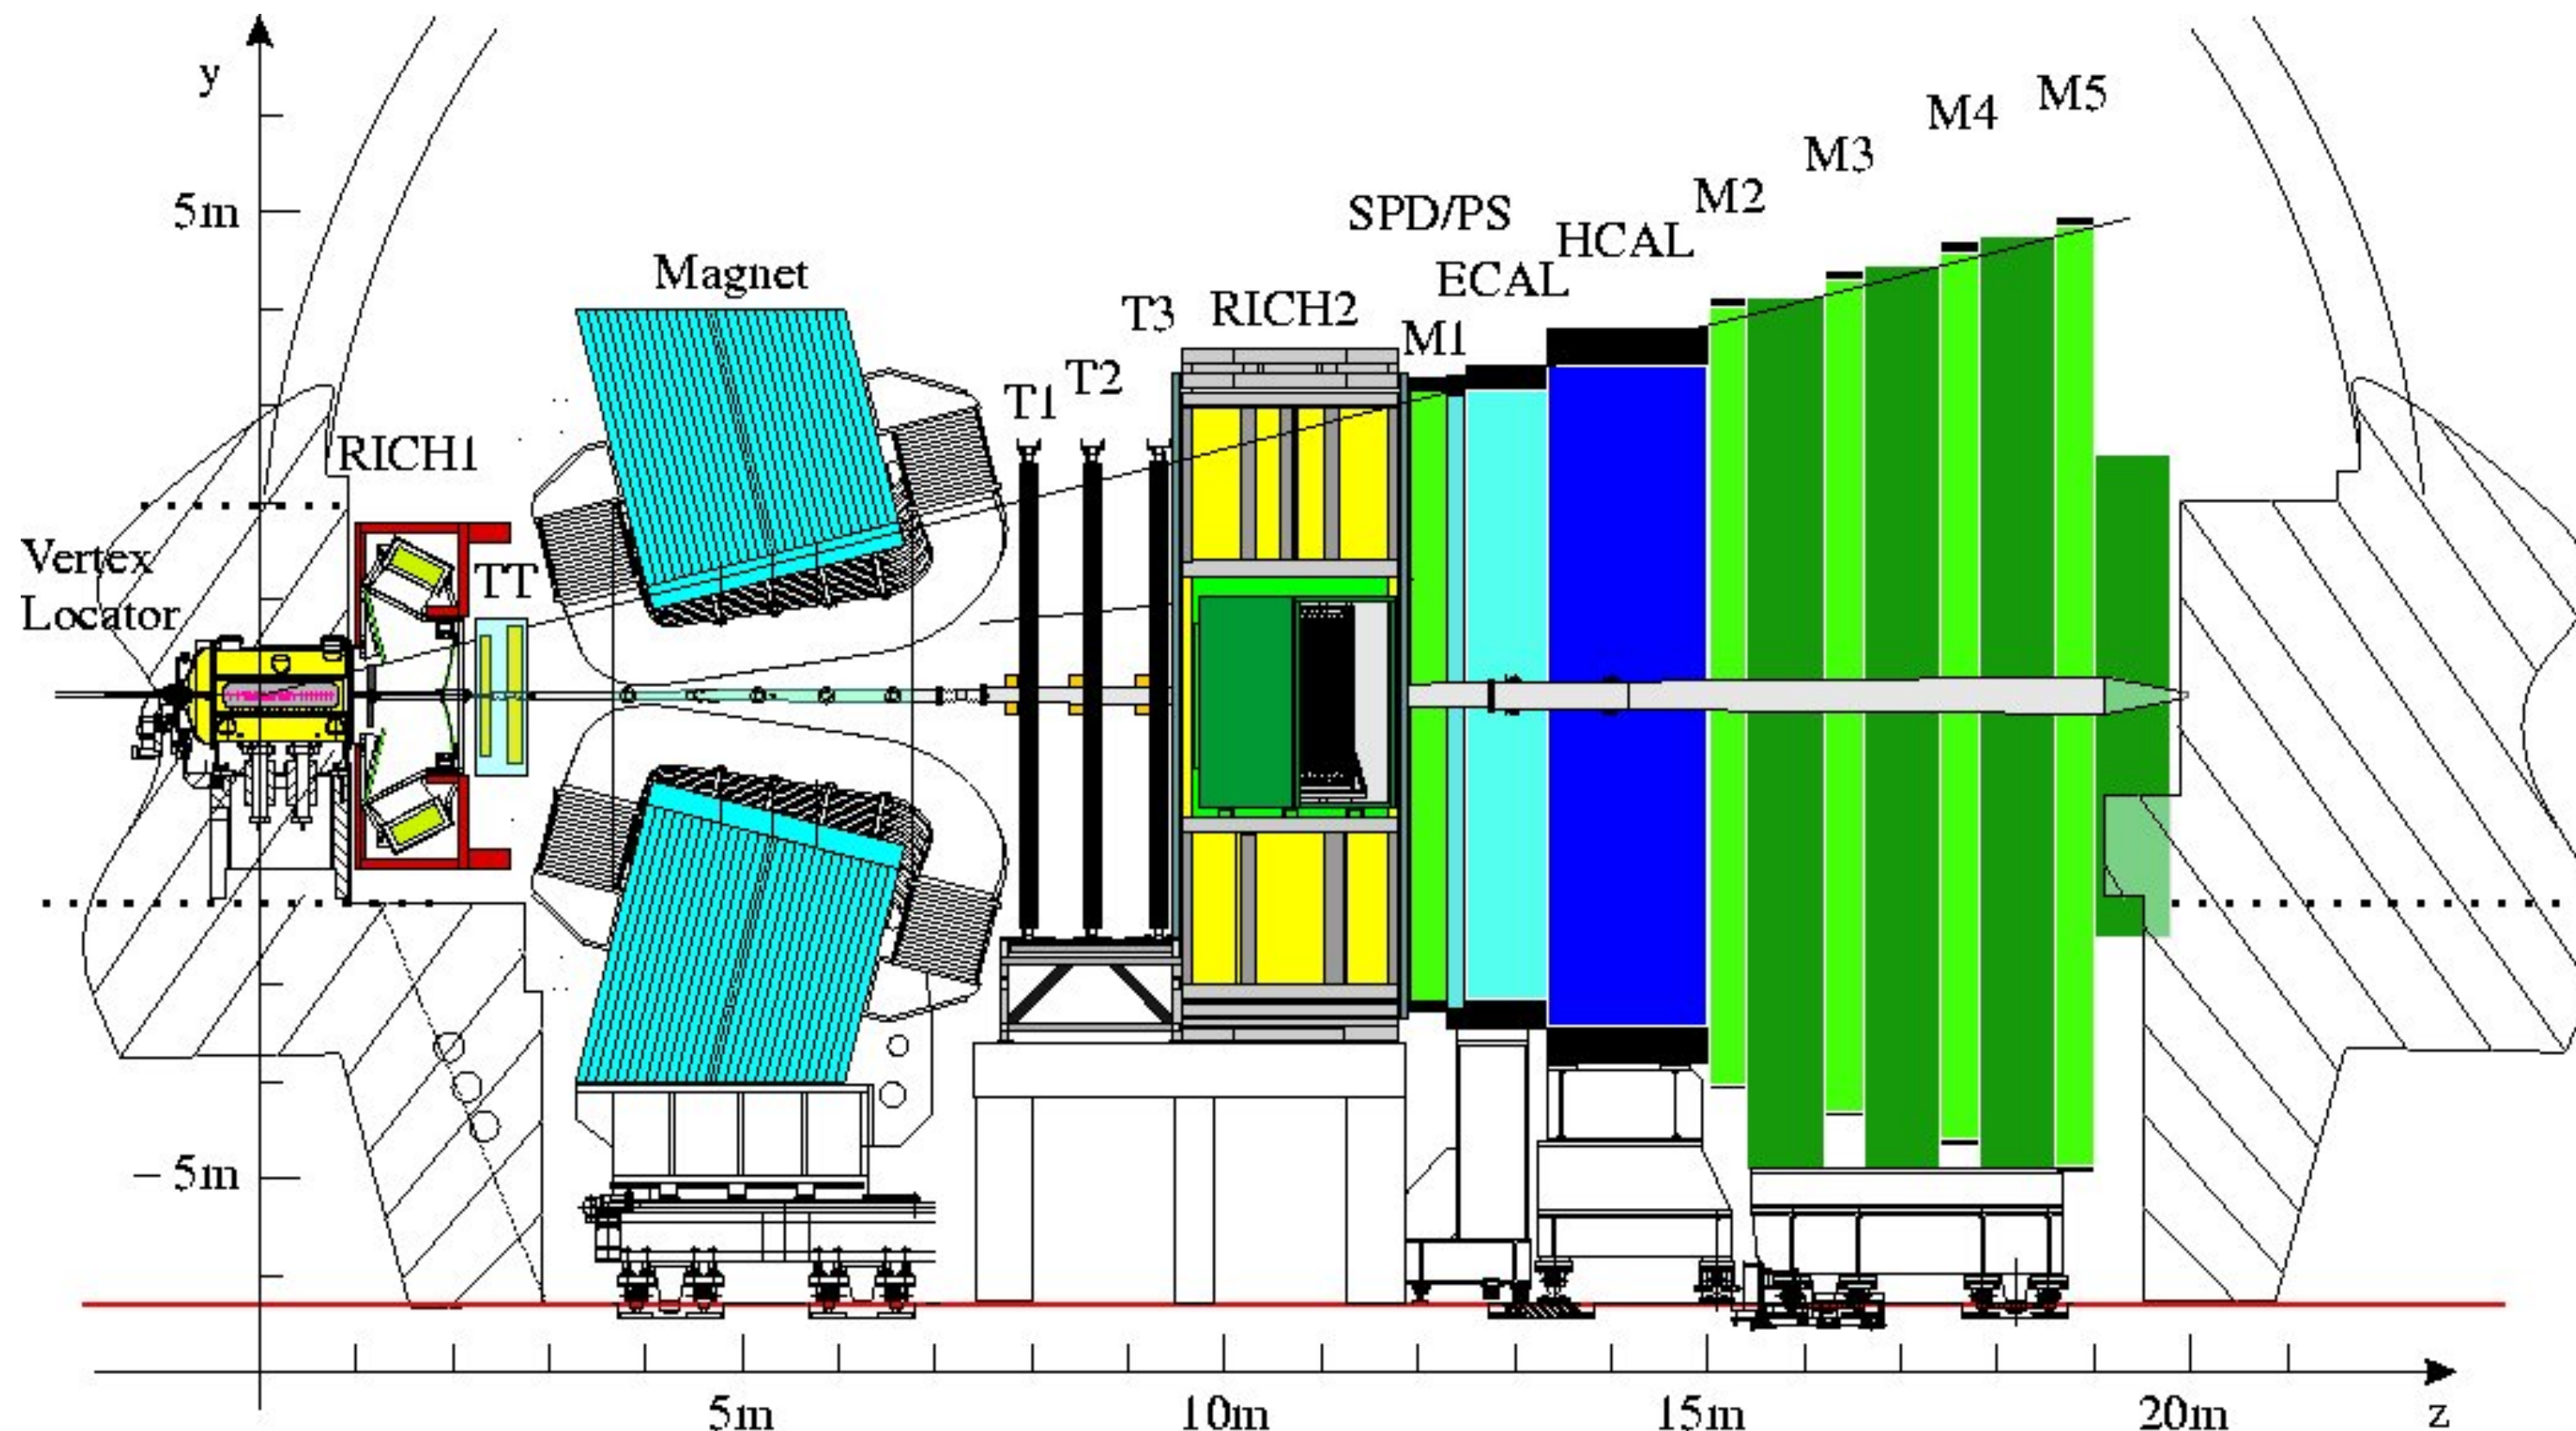 y
5m
Magnet
RICH1
Vertex
Locator
TT
T1
T2
T3
RICH2
M1
SPD/PS
ECAL
HCAL
M2
M3
M4
M5
− 5m
5m
10m
15m
20m
z